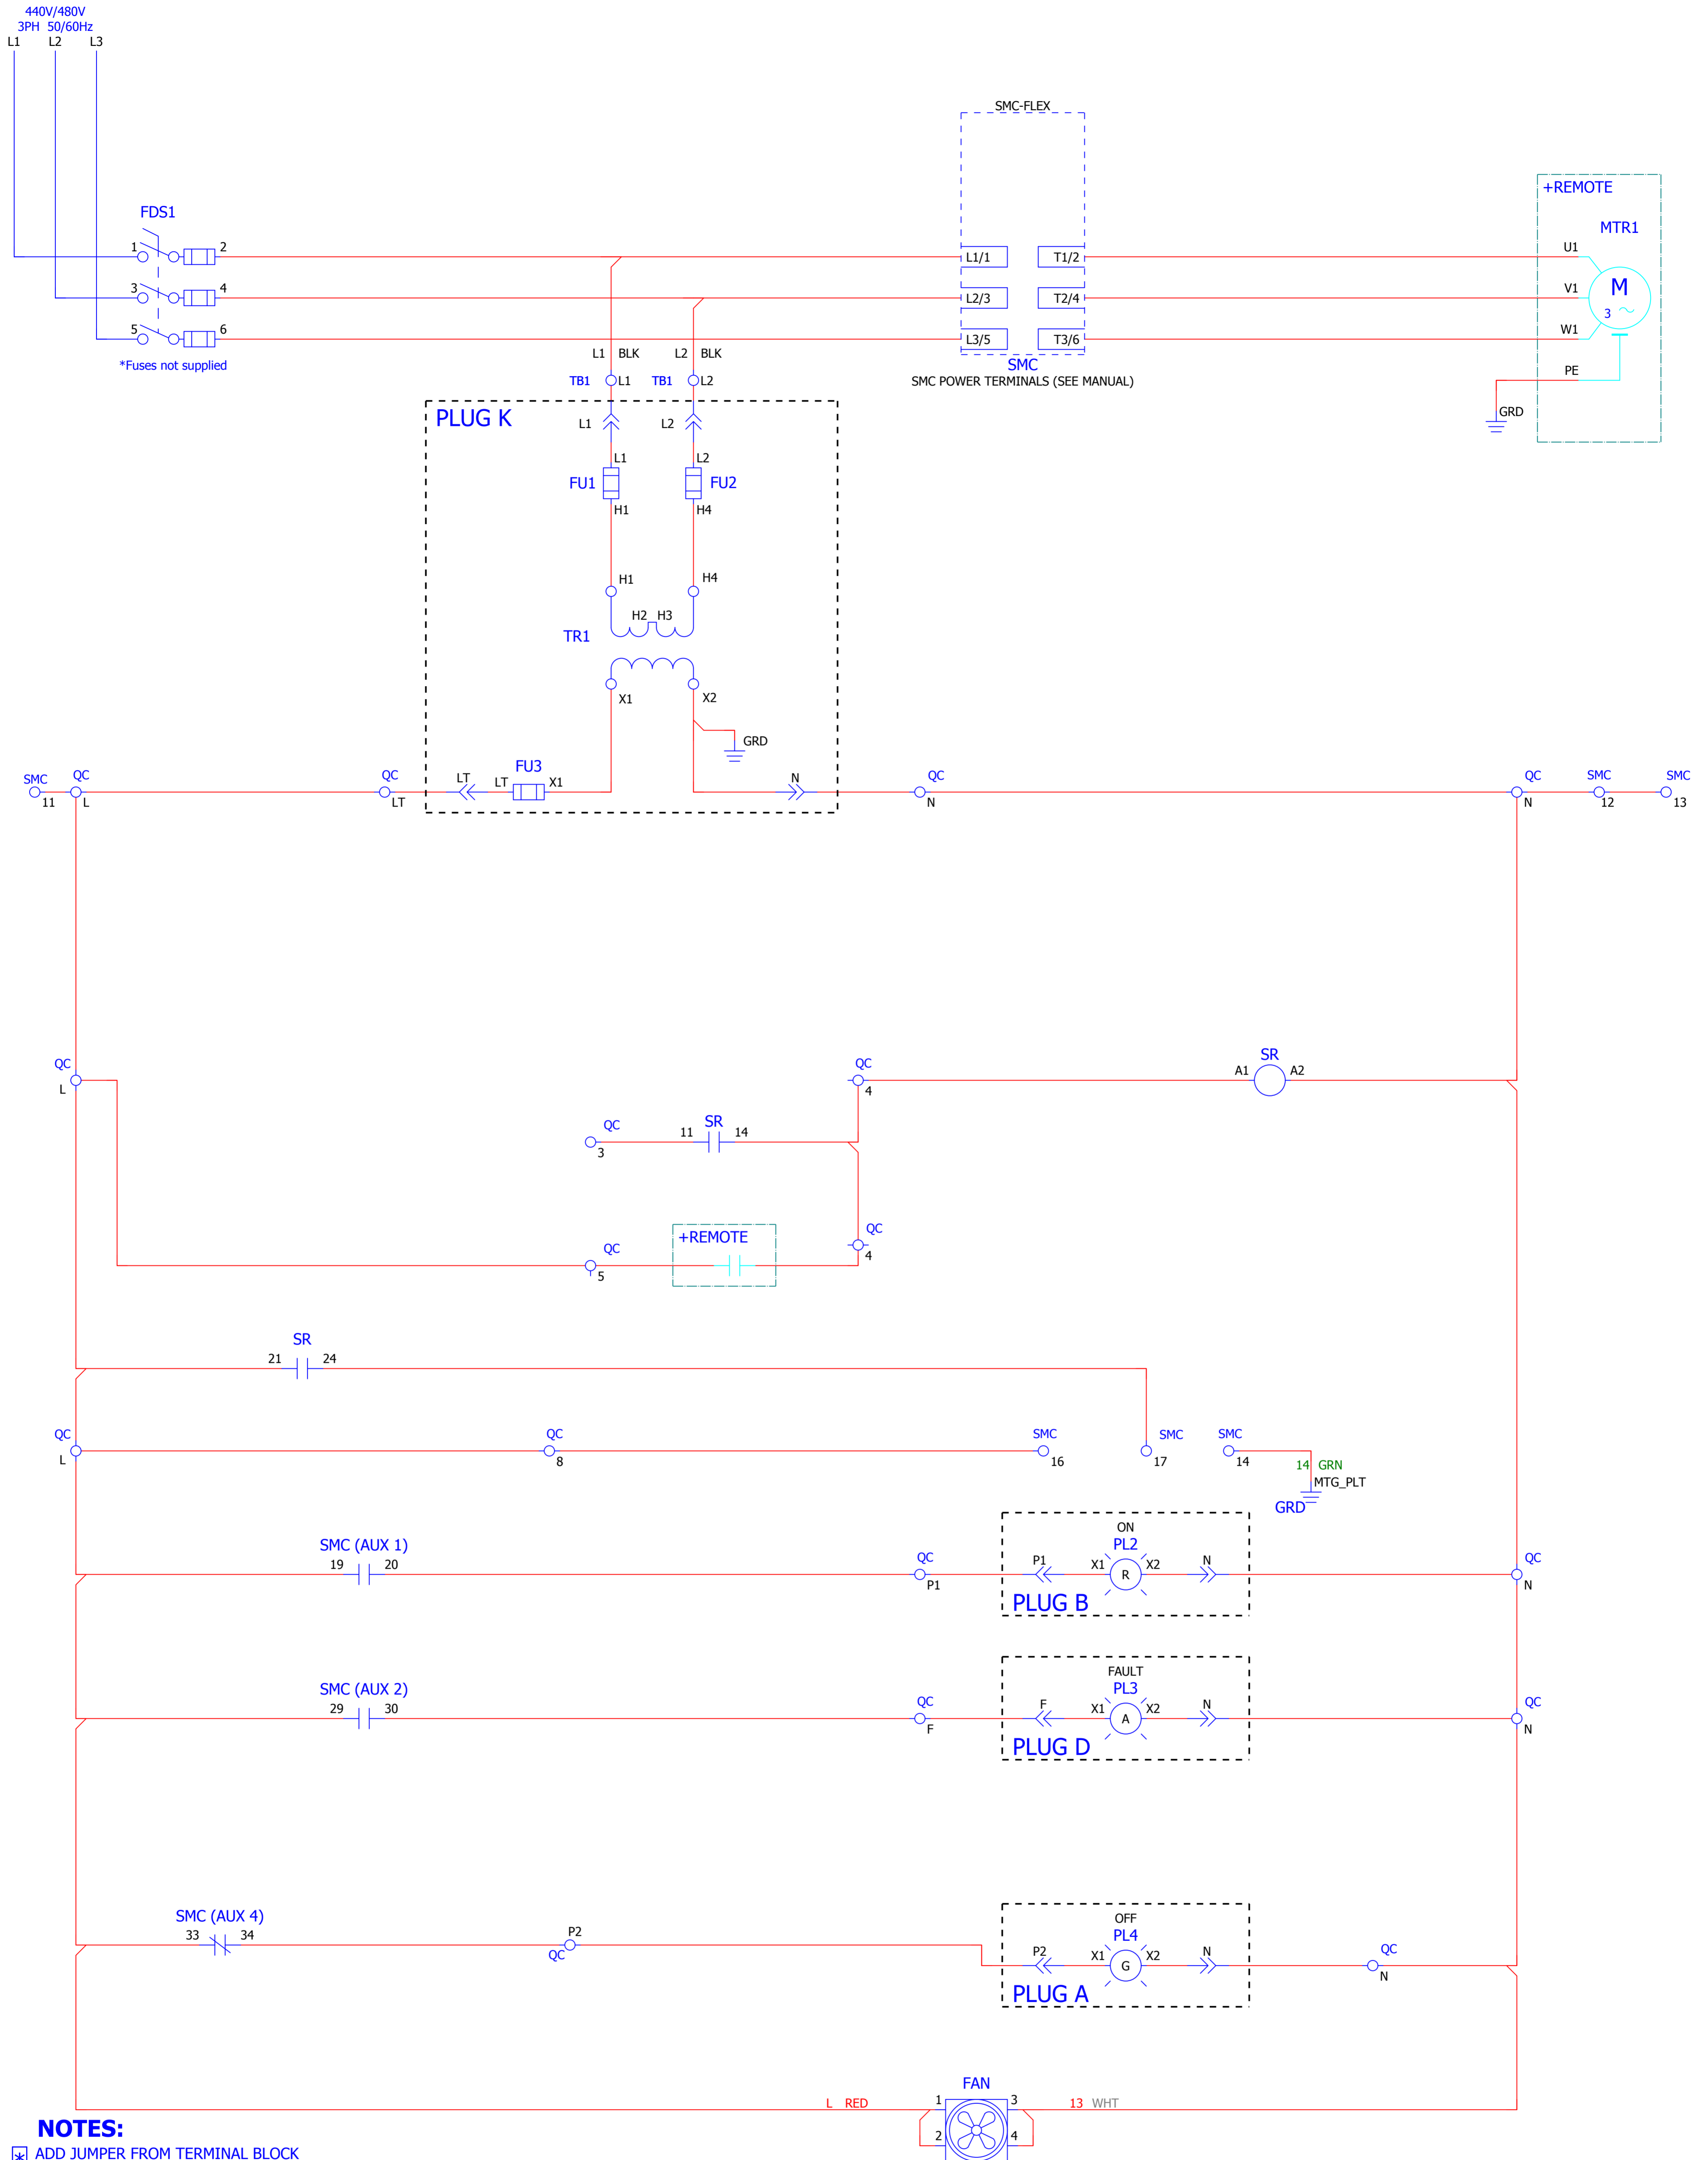 440V/480V
3PH 50/60Hz
L1 L2 L3
SMC-FLEX
+REMOTE
FDS1
MTR1
1 2
L1/1 T1/2
U1
3 4
L2/3 T2/4
V1
M
3
5 6
L3/5 T3/6
W1
*Fuses not supplied
L1 BLK L2 BLK
SMC
PE
TB1 L1 TB1 L2
SMC POWER TERMINALS (SEE MANUAL)
GRD
PLUG K
L1 L2
L1 L2
FU1 FU2
H1 H4
H1 H4
H2 H3
TR1
X1 X2
GRD
SMC QC QC LT LT FU3 X1 N QC QC SMC SMC
11 L LT N N 12 13
QC QC SR
L 4 A1 A2
QC 11 SR 14
3
QC +REMOTE QC
5 4
SR
21 24
QC QC SMC SMC SMC
L 8 16 17 14
14 GRN
MTG_PLT
GRD
ON
SMC (AUX 1) PL2
19 20 QC P1 X1 R X2 N QC
P1 N
PLUG B
FAULT
SMC (AUX 2) PL3
29 30 QC F X1 A X2 N QC
F N
PLUG D
SMC (AUX 4) OFF
33 34 P2 PL4
QC P2 X1 G X2 N QC
N
PLUG A
FAN
L RED 1 3 13 WHT
2 4
NOTES:
* ADD JUMPER FROM TERMINAL BLOCK